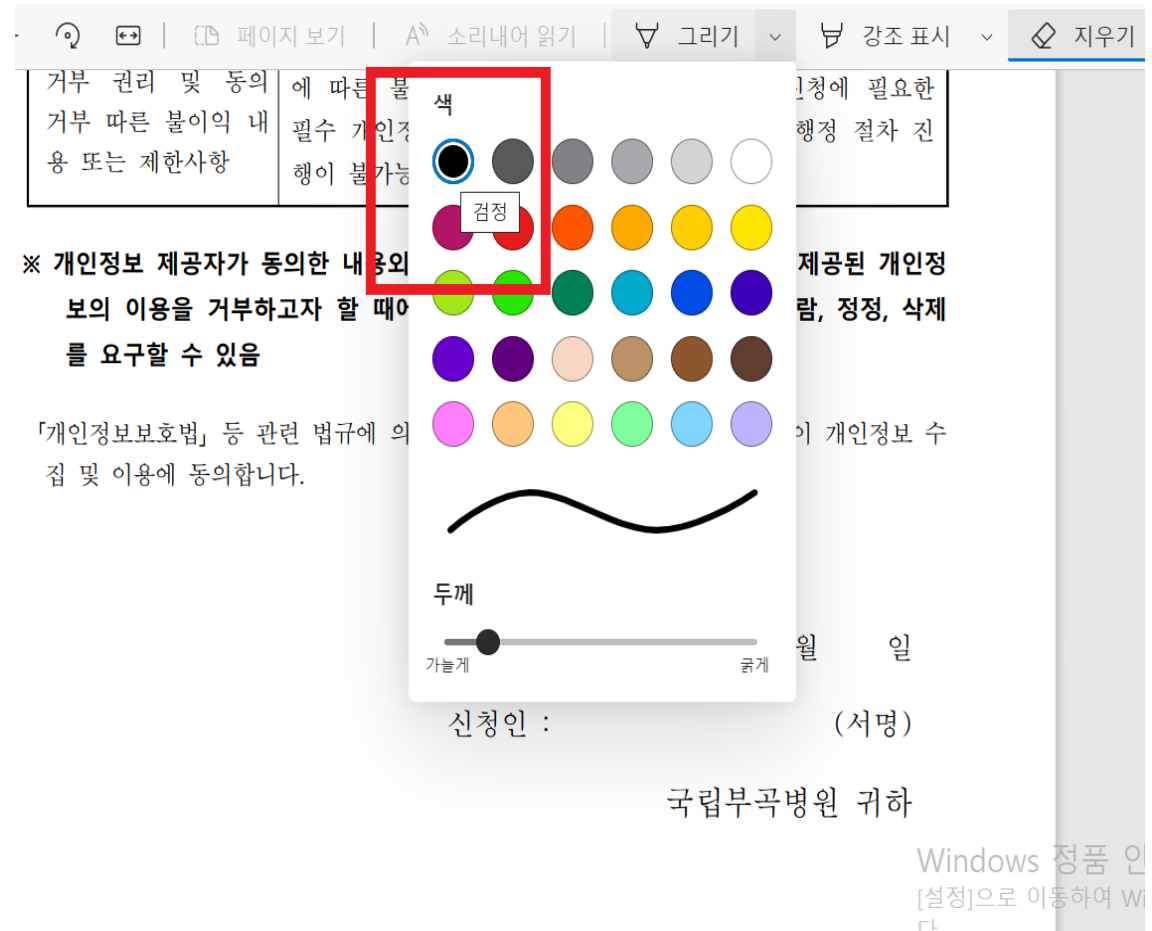 페이지 보기
소리내어 읽기
그리기
강조 표시
지우기
거부 권리 및 동의
거부 따른 불이익 내
용 또는 제한사항
에 따른 불
필수 개인정
행이 불가능
신청에 필요한
행정 절차 진
색
검정
※ 개인정보 제공자가 동의한 내용외
제공된 개인정
보의 이용을 거부하고자 할 때에
람, 정정, 삭제
를 요구할 수 있음
「개인정보보호법」 등 관련 법규에 의
이 개인정보 수
집 및 이용에 동의합니다.
두께
가늘게
굵게
월 일
신청인 :
(서명)
국립부곡병원 귀하
Windows 정품 인
[설정]으로 이동하여 Wi